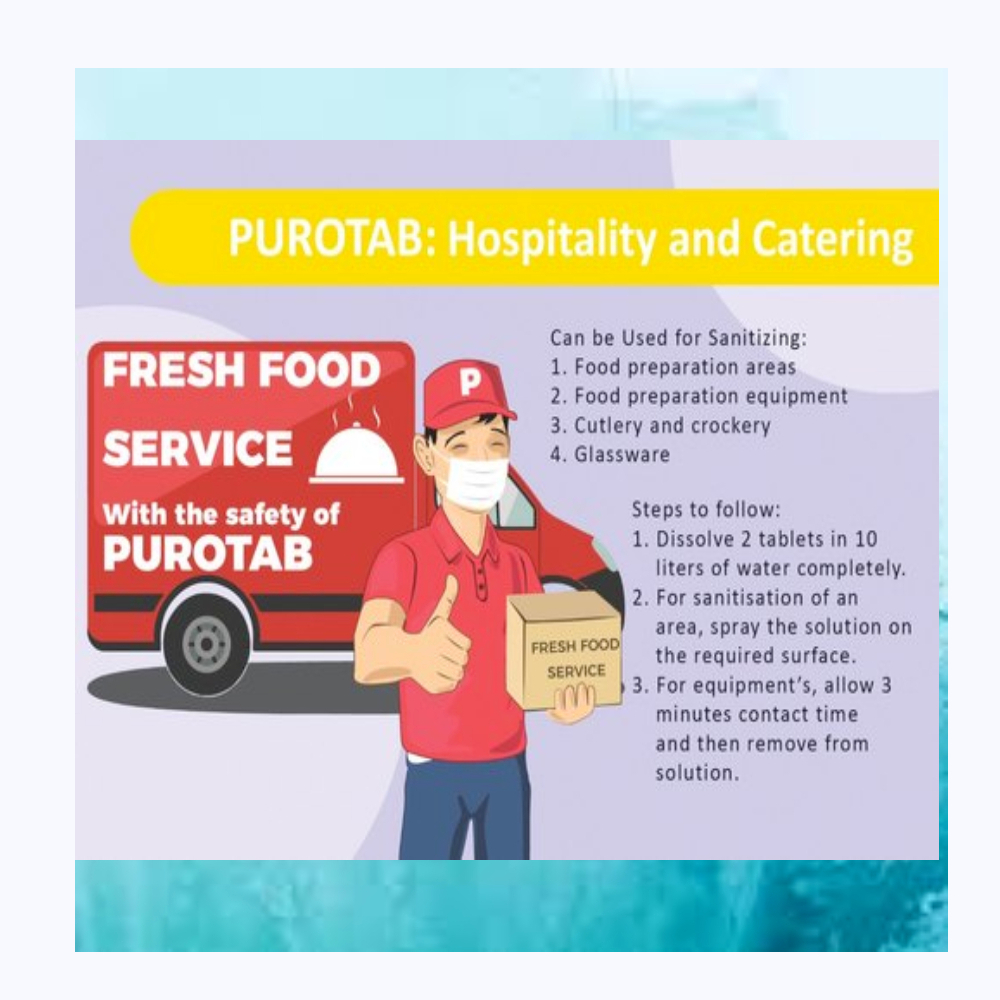 PUROTAB: Hospitality and Catering
FRESH FOOD
SERVICE
With the safety of
PUROTAB
P
FRESH FOOD
SERVICE
Can be Used for Sanitizing:
1. Food preparation areas
2. Food preparation equipment
3. Cutlery and crockery
4. Glassware
Steps to follow:
1. Dissolve 2 tablets in 10
liters of water completely.
2. For sanitisation of an
area, spray the solution on
the required surface.
3. For equipment's, allow 3
minutes contact time
and then remove from
solution.